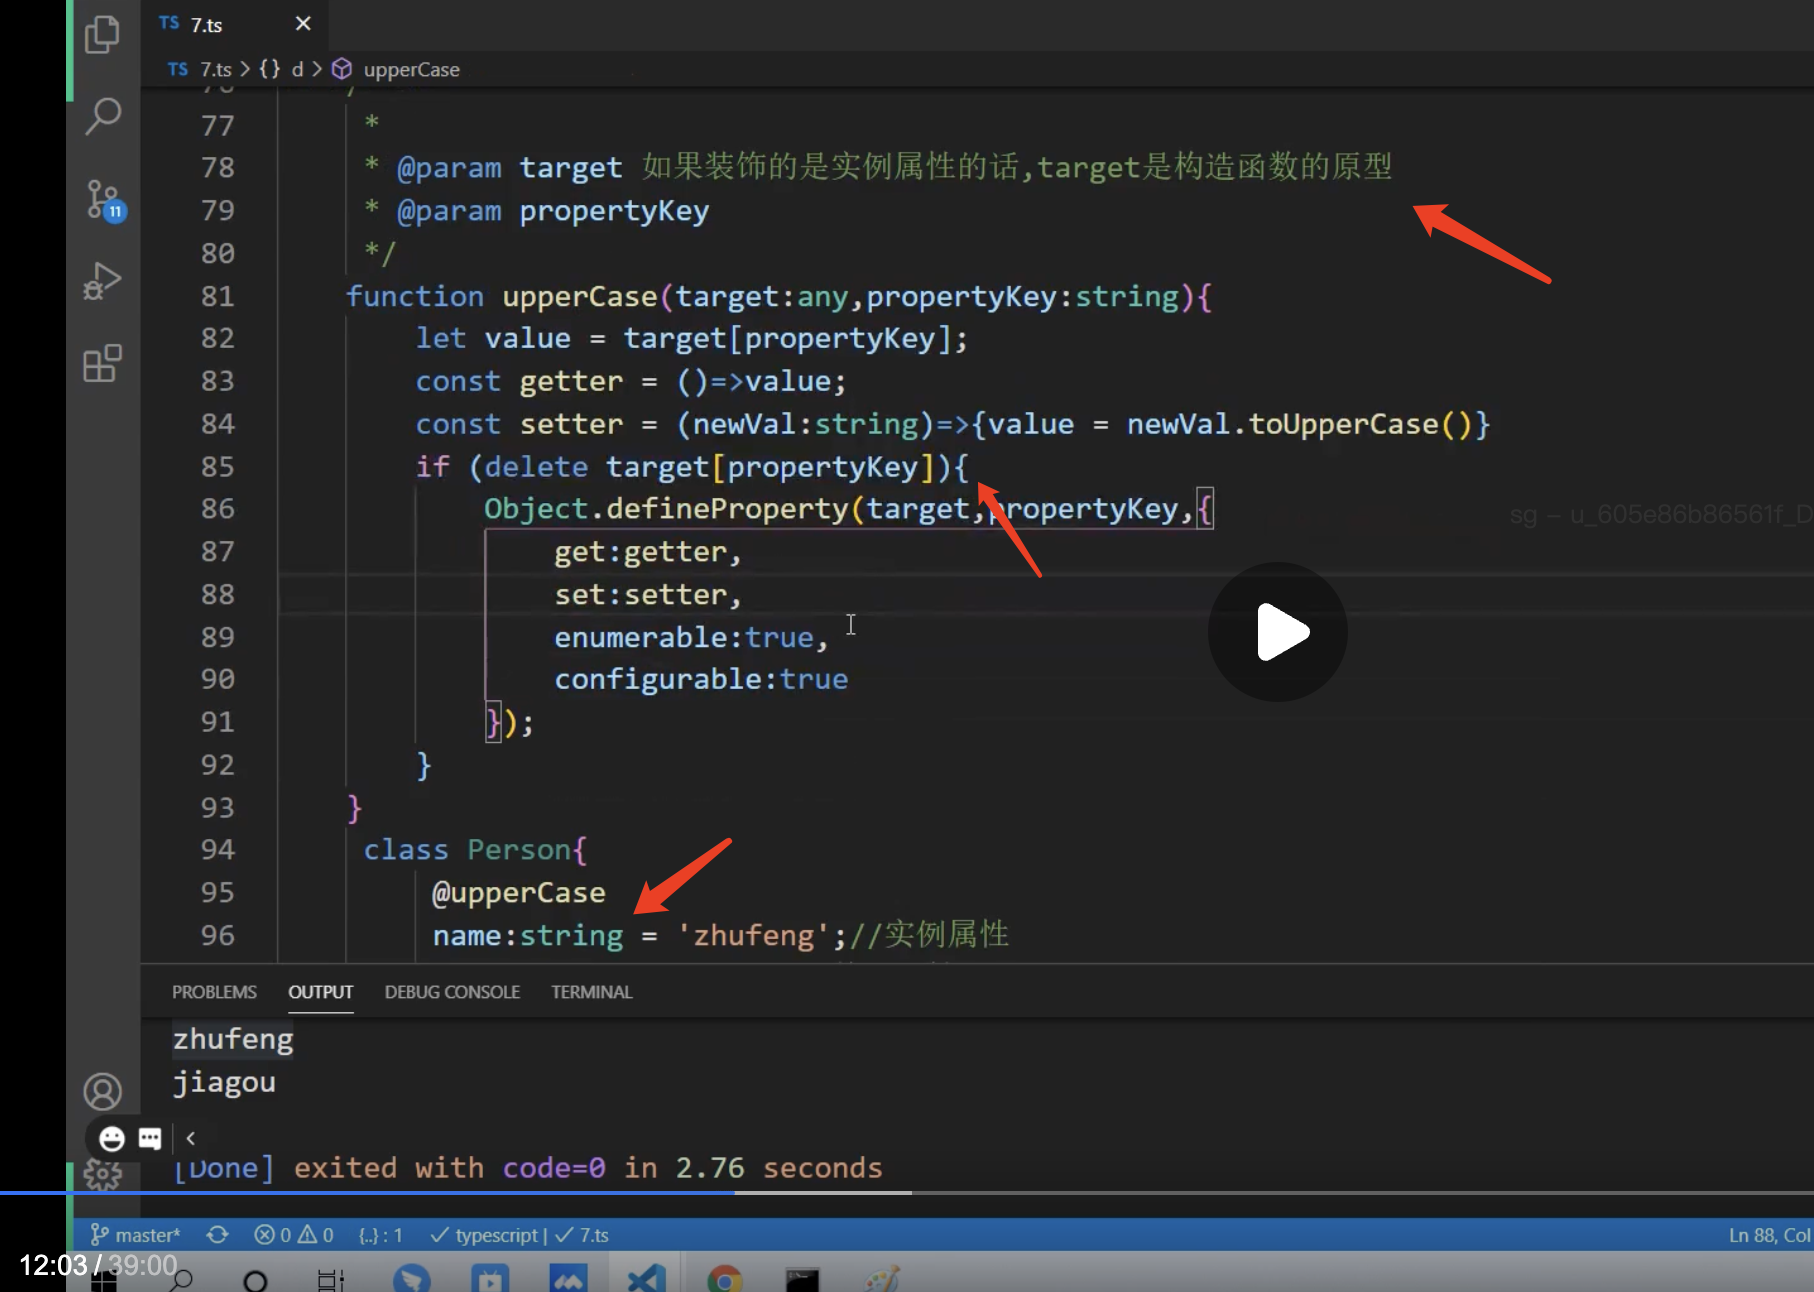 TS 7.ts ×
TS 7.ts > {} d > upperCase
77 *
78 * @param target 如果装饰的是实例属性的话,target是构造函数的原型
79 * @param propertyKey
80 */
81 function upperCase(target:any,propertyKey:string){
82 let value = target[propertyKey];
83 const getter = ()=>value;
84 const setter = (newVal:string)=>{value = newVal.toUpperCase()}
85 if (delete target[propertyKey]){
86 Object.defineProperty(target,propertyKey,{
sg – u_605e86b86561f_D
87 get:getter,
88 set:setter,
89 enumerable:true,
90 configurable:true
91 });
92 }
93 }
94 class Person{
95 @upperCase
96 name:string = 'zhufeng';//实例属性
11
PROBLEMS OUTPUT DEBUG CONSOLE TERMINAL
zhufeng
jiagou
[Done] exited with code=0 in 2.76 seconds
master* 0 0 {..} : 1 ✓ typescript | ✓ 7.ts Ln 88, Col
12:03 / 39:00